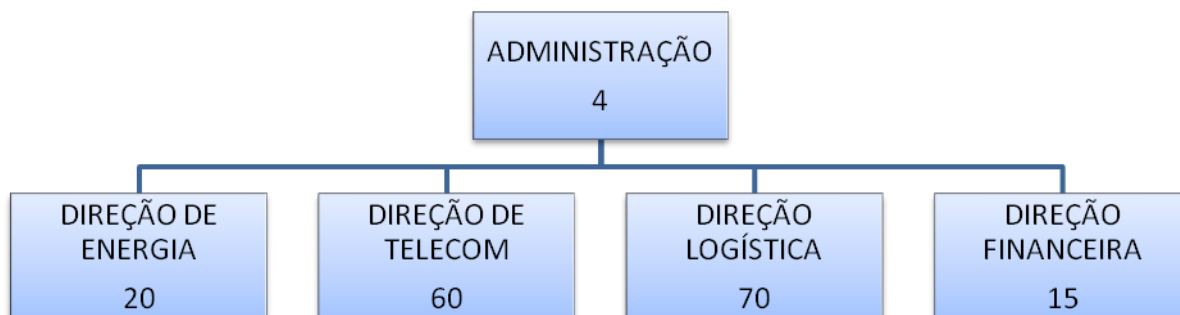 ADMINISTRAÇÃO
4
DIREÇÃO DE
ENERGIA
20
DIREÇÃO DE
TELECOM
60
DIREÇÃO
LOGÍSTICA
70
DIREÇÃO
FINANCEIRA
15